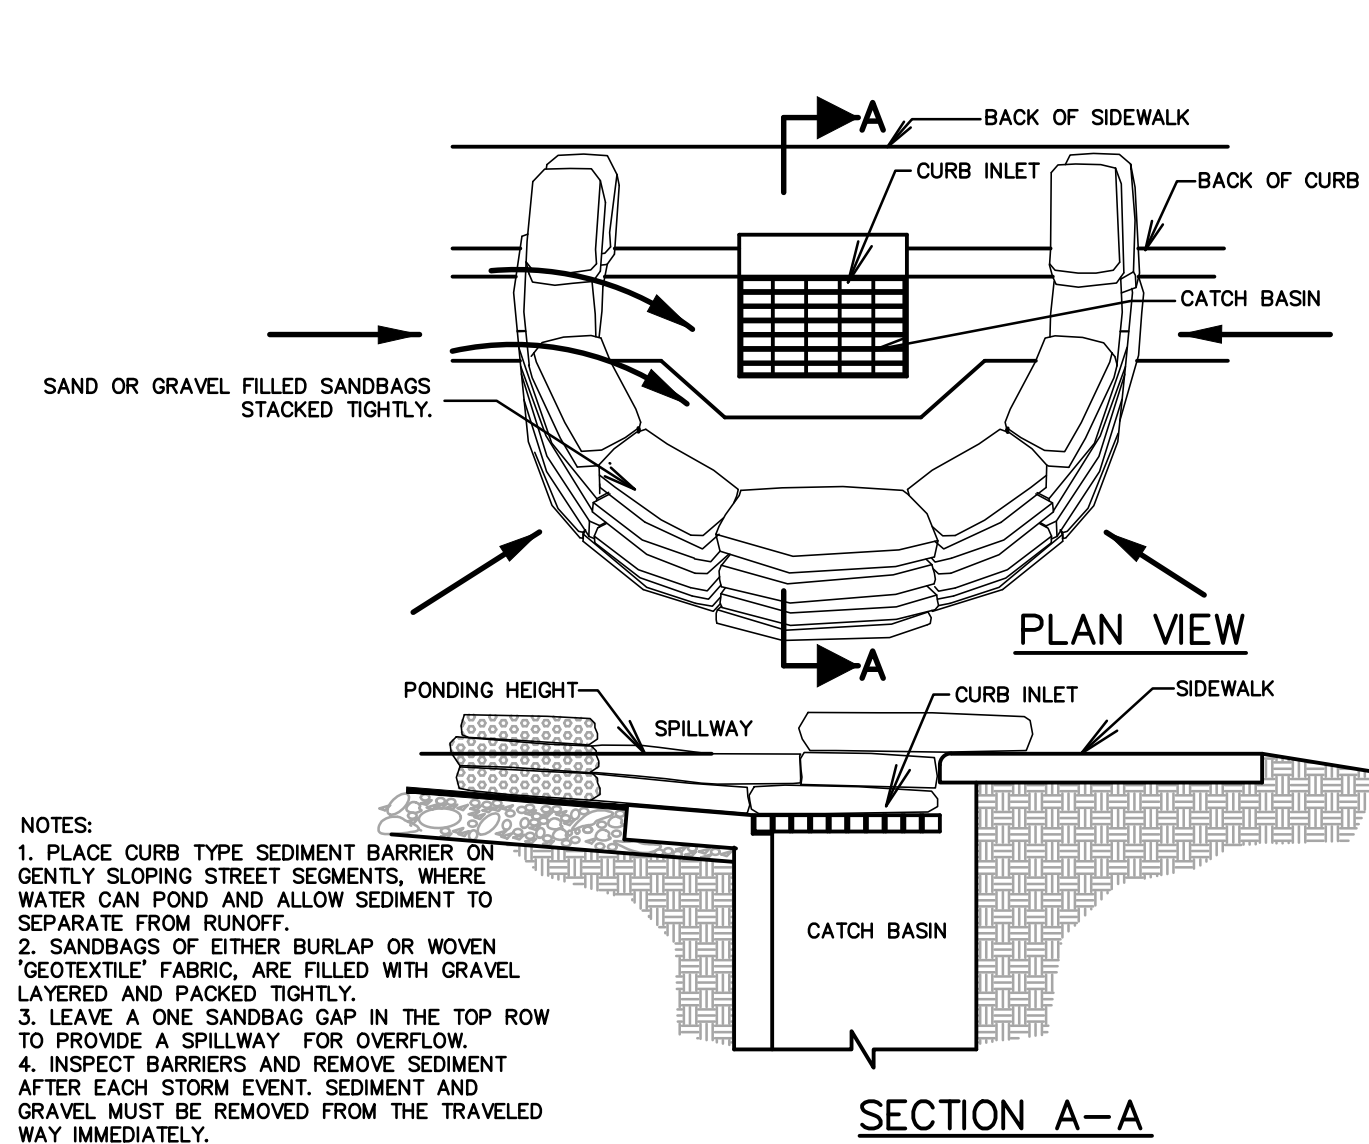 A
BACK OF SIDEWALK
CURB INLET
BACK OF CURB
CATCH BASIN
SAND OR GRAVEL FILLED SANDBAGS
STACKED TIGHTLY.
PLAN VIEW
A
PONDING HEIGHT
SPILLWAY
CURB INLET
SIDEWALK
CATCH BASIN
NOTES:
1. PLACE CURB TYPE SEDIMENT BARRIER ON
GENTLY SLOPING STREET SEGMENTS, WHERE
WATER CAN POND AND ALLOW SEDIMENT TO
SEPARATE FROM RUNOFF.
2. SANDBAGS OF EITHER BURLAP OR WOVEN
'GEOTEXTILE' FABRIC, ARE FILLED WITH GRAVEL
LAYERED AND PACKED TIGHTLY.
3. LEAVE A ONE SANDBAG GAP IN THE TOP ROW
TO PROVIDE A SPILLWAY FOR OVERFLOW.
4. INSPECT BARRIERS AND REMOVE SEDIMENT
AFTER EACH STORM EVENT. SEDIMENT AND
GRAVEL MUST BE REMOVED FROM THE TRAVELED
WAY IMMEDIATELY.
SECTION A-A